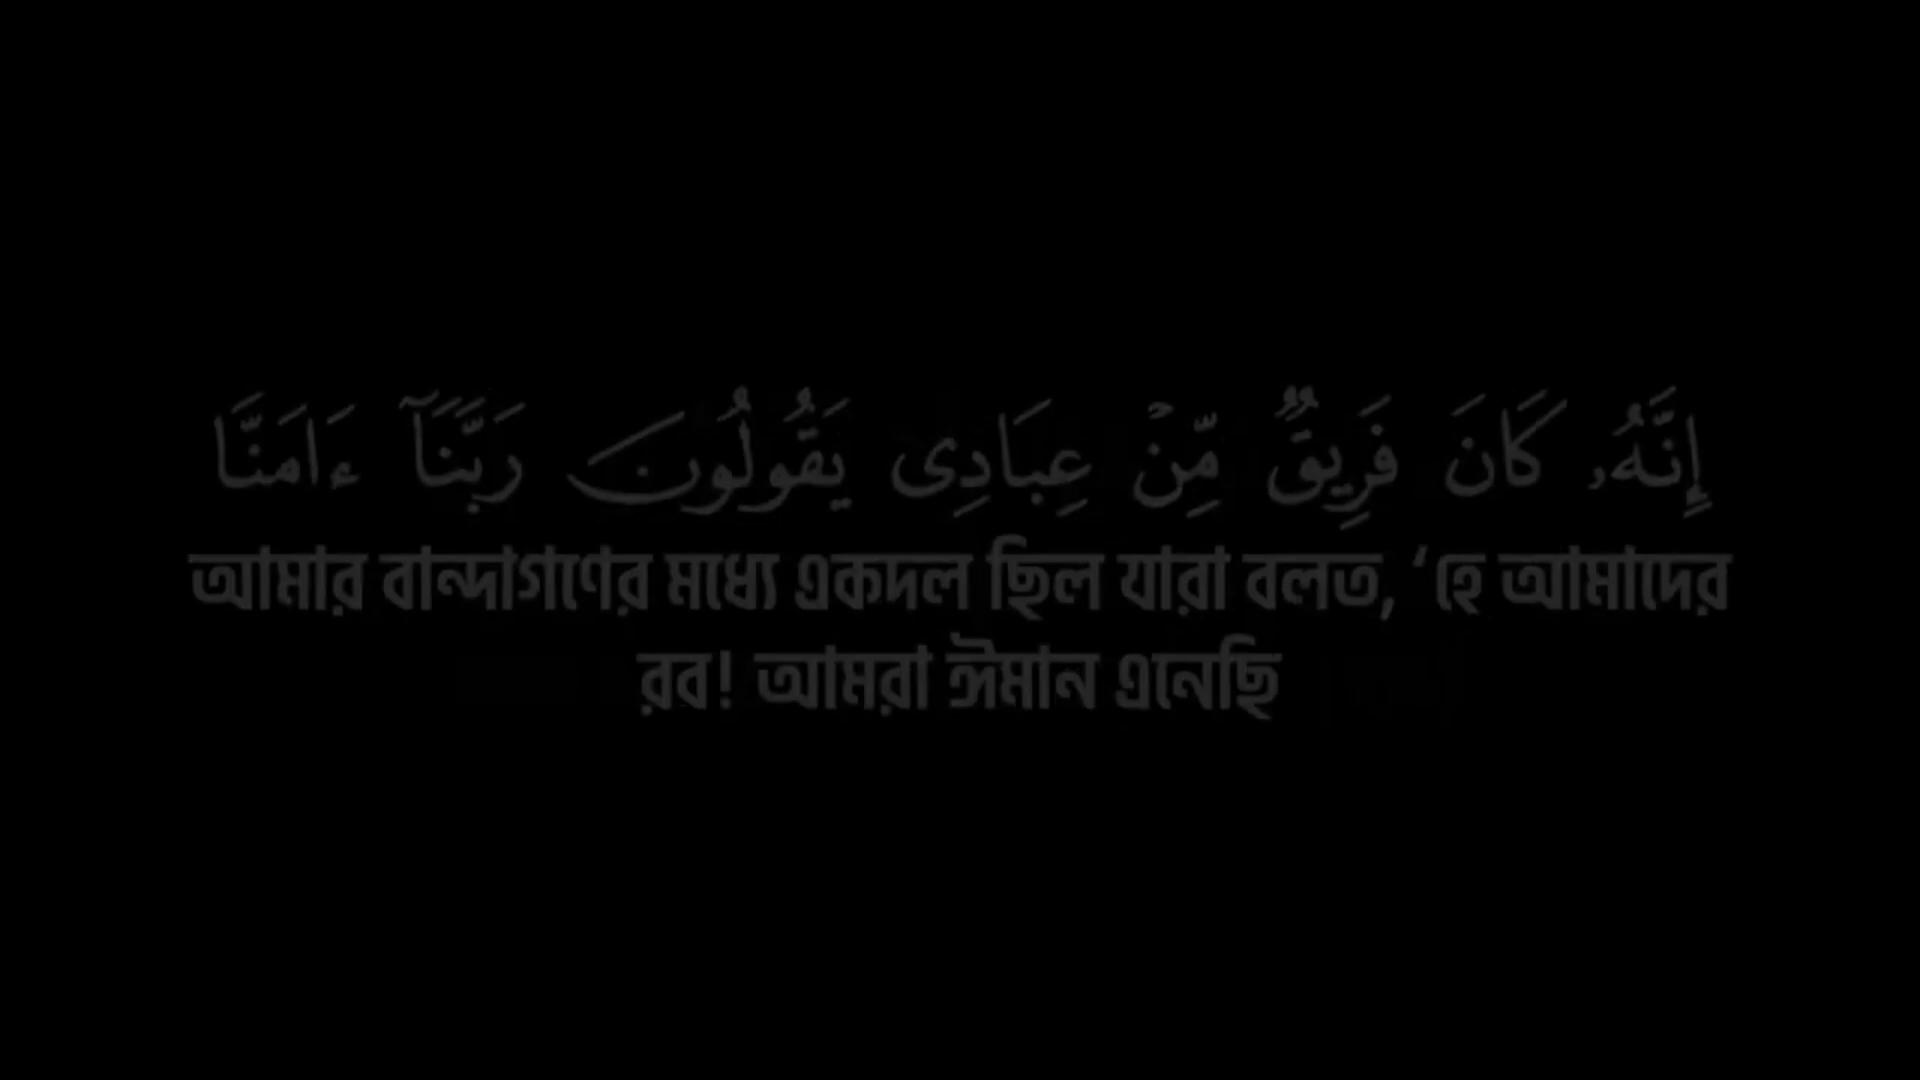 إِنَّهُۥ كَانَ فَرِيقٌ مِّنْ عِبَادِى يَقُولُونَ رَبَّنَآ ءَامَنَّا
আমার বান্দাগণের মধ্যে একদল ছিল যারা বলত, ‘হে আমাদের
রব! আমরা ঈমান এনেছি